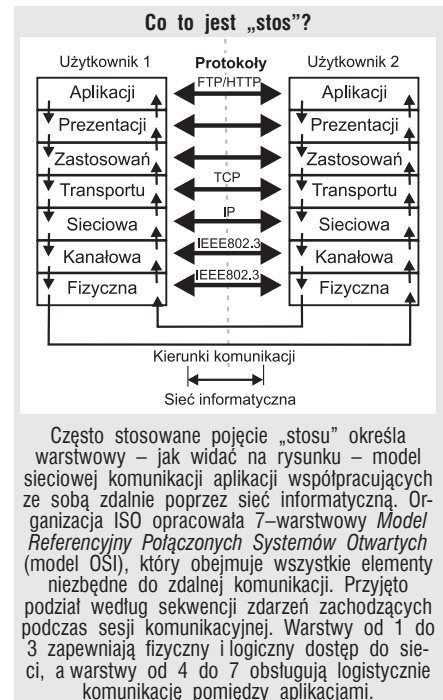 Co to jest „stos”?
Użytkownik 1 Protokoły Użytkownik 2
Aplikacji FTP/HTTP Aplikacji
Prezentacji Prezentacji
Zastosowań Zastosowań
Transportu TCP Transportu
Sieciowa IP Sieciowa
Kanałowa IEEE802.3 Kanałowa
Fizyczna IEEE802.3 Fizyczna
Kierunki komunikacji
Sieć informatyczna
Często stosowane pojęcie „stosu” określa
warstwowy – jak widać na rysunku – model
sieciowej komunikacji aplikacji współpracujących
ze sobą zdalnie poprzez sieć informatyczną. Or-
ganizacja ISO opracowała 7–warstwowy Model
Referencyjny Połączonych Systemów Otwartych
(model OSI), który obejmuje wszystkie elementy
niezbędne do zdalnej komunikacji. Przyjęto
podział według sekwencji zdarzeń zachodzących
podczas sesji komunikacyjnej. Warstwy od 1 do
3 zapewniają fizyczny i logiczny dostęp do sie-
ci, a warstwy od 4 do 7 obsługują logistycznie
komunikację pomiędzy aplikacjami.